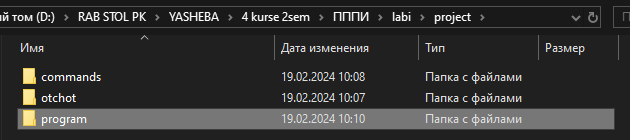 ый том (D:) > RAB STOL PK > YASHEBA > 4 kurse 2sem > ПППИ > labi > project >
Имя Дата изменения Тип Размер
commands 19.02.2024 10:08 Папка с файлами
otchot 19.02.2024 10:07 Папка с файлами
program 19.02.2024 10:10 Папка с файлами